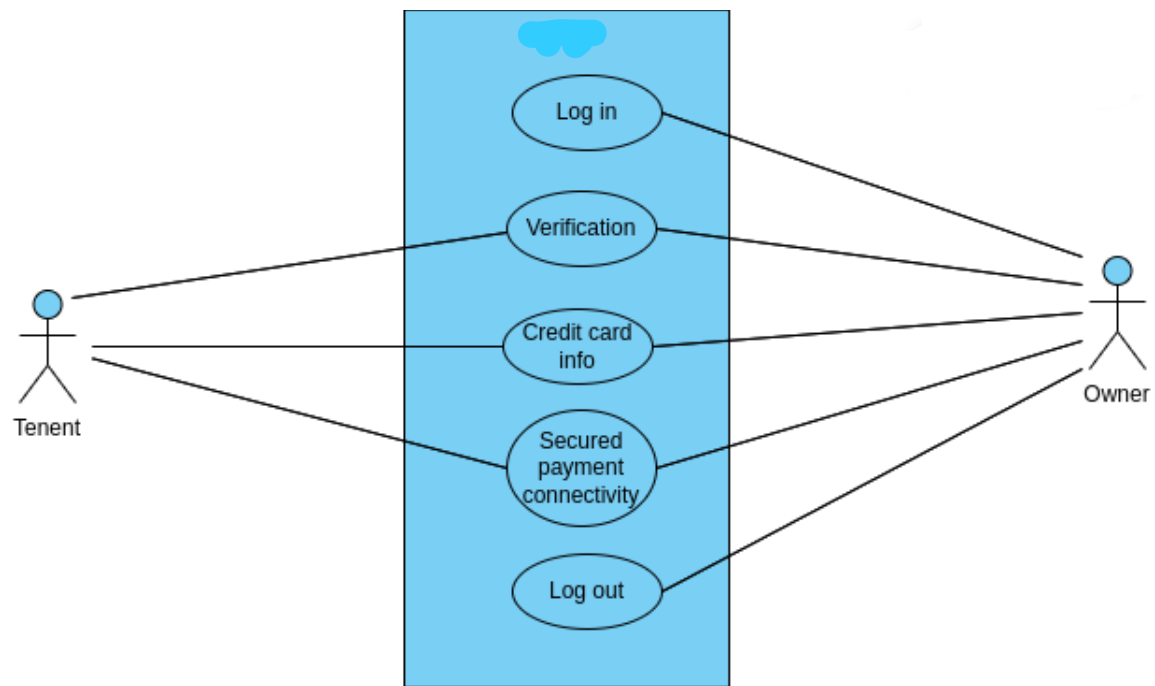 Log in
Verification
Credit card
info
Secured
payment
connectivity
Log out
Tenent
Owner